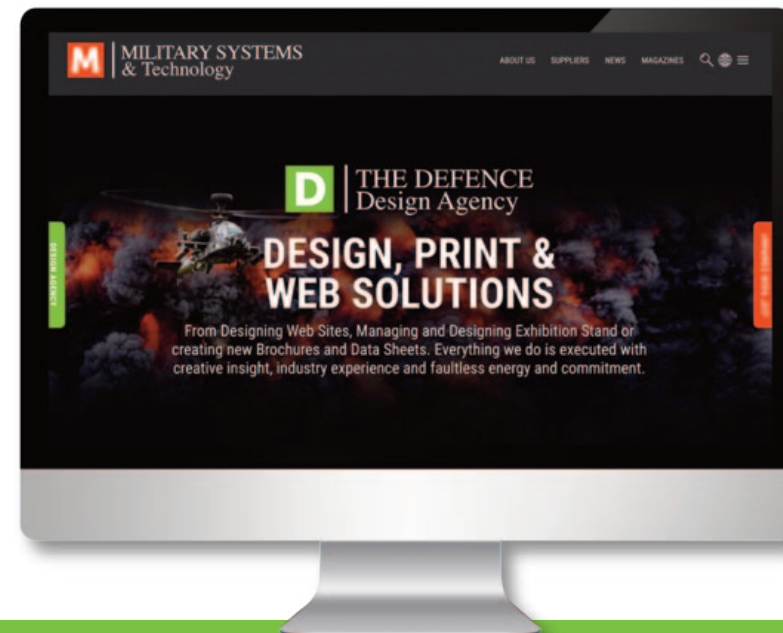 M MILITARY SYSTEMS
& Technology
ABOUT US SUPPLIERS NEWS MAGAZINES
D THE DEFENCE
Design Agency
DESIGN, PRINT &
WEB SOLUTIONS
From Designing Web Sites, Managing and Designing Exhibition Stand or
creating new Brochures and Data Sheets. Everything we do is executed with
creative insight, industry experience and faultless energy and commitment.
DESIGN AGENCY